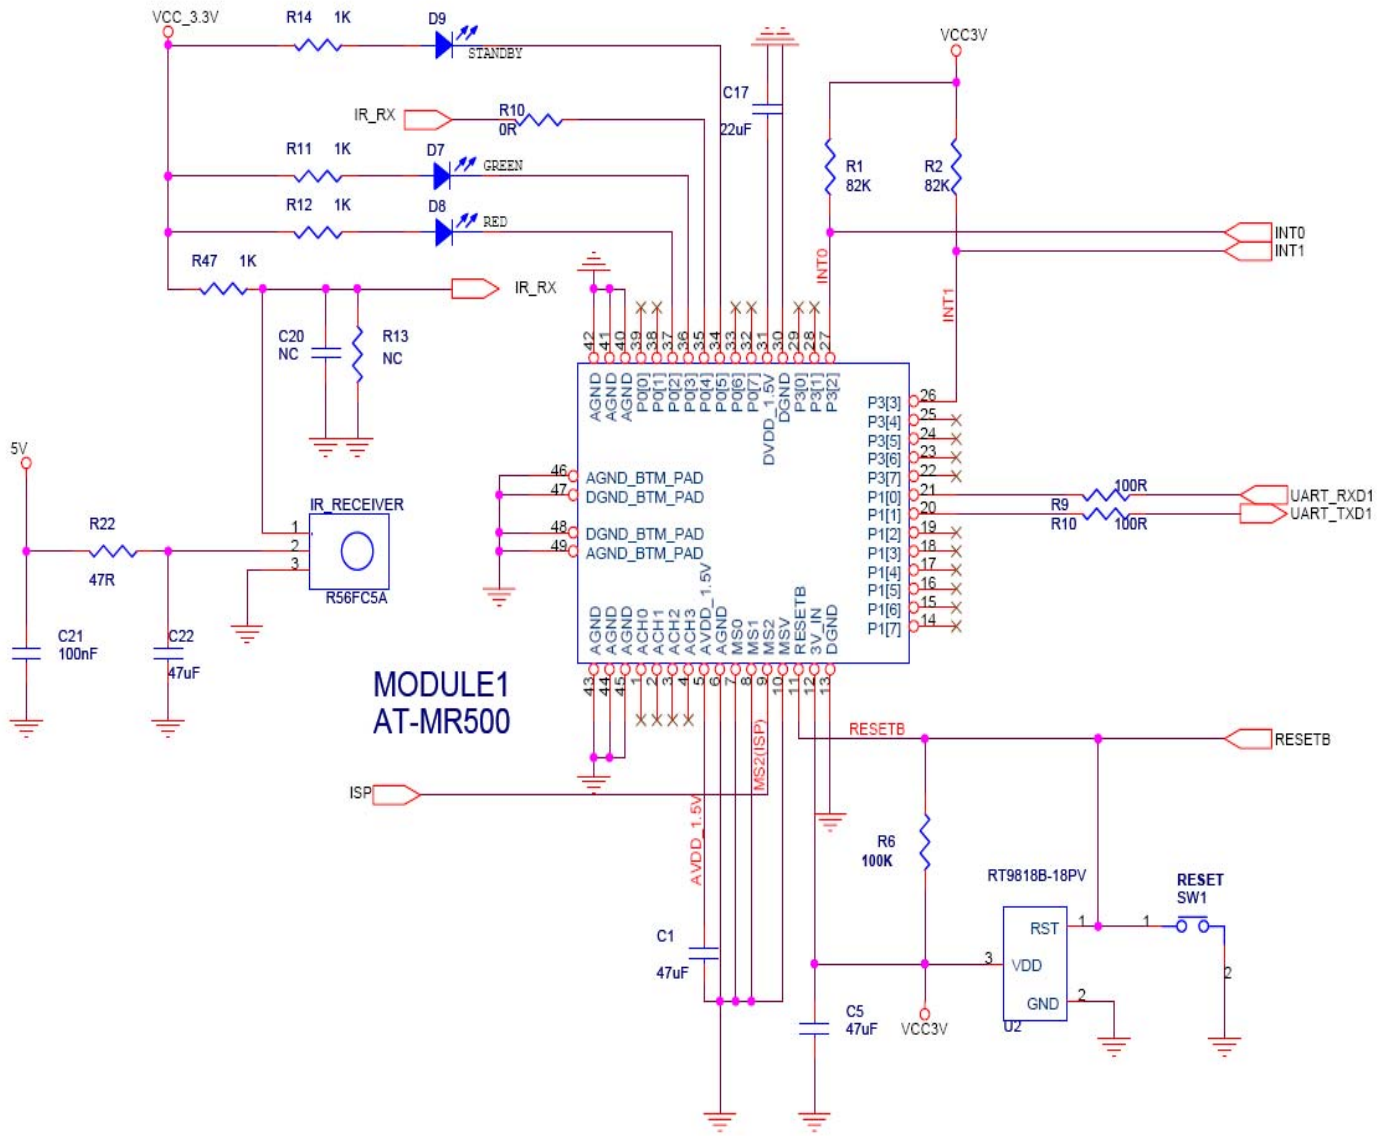 VCC_3.3V
R14 1K
D9
STANDBY
IR_RX
R10
0R
C17
22uF
VCC3V
R11 1K
D7
GREEN
R12 1K
D8
RED
R1
82K
R2
82K
INT0
INT1
INT0
INT1
R47 1K
IR_RX
C20
NC
R13
NC
42
41
40
39
38
37
36
35
34
33
32
31
30
29
28
27
AGND
AGND
AGND
P0[0]
P0[1]
P0[2]
P0[3]
P0[4]
P0[5]
P0[6]
P0[7]
DVDD_1.5V
DGND
P3[0]
P3[1]
P3[2]
P3[3] 26
P3[4] 25
P3[5] 24
P3[6] 23
P3[7] 22
P1[0] 21
P1[1] 20
P1[2] 19
P1[3] 18
P1[4] 17
P1[5] 16
P1[6] 15
P1[7] 14
46 AGND_BTM_PAD
47 DGND_BTM_PAD
48 DGND_BTM_PAD
49 AGND_BTM_PAD
100R
R9
R10 100R
UART_RXD1
UART_TXD1
5V
R22
47R
IR_RECEIVER
1
2
3
R56FC5A
C21
100nF
C22
47uF
AGND
AGND
AGND
ACH0
ACH1
ACH2
ACH3
AVDD_1.5V
AGND
MS0
MS1
MS2
MSV
RESETB
3V_IN
DGND
43
44
45
1
2
3
4
5
6
7
8
9
10
11
12
13
MODULE1
AT-MR500
ISP
MS2(ISP)
AVDD_1.5V
RESETB
RESETB
R6
100K
RT9818B-18PV
RESET
SW1
RST 1
1
2
3 VDD
GND 2
U2
C1
47uF
C5
47uF
VCC3V